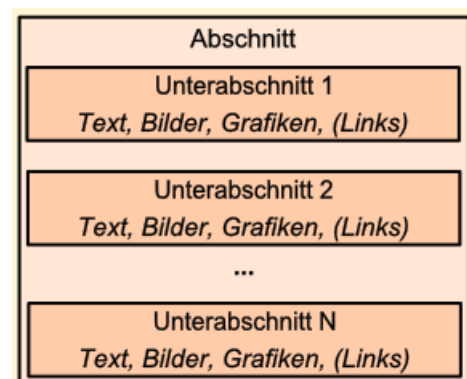 Abschnitt
Unterabschnitt 1
Text, Bilder, Grafiken, (Links)
Unterabschnitt 2
Text, Bilder, Grafiken, (Links)
...
Unterabschnitt N
Text, Bilder, Grafiken, (Links)